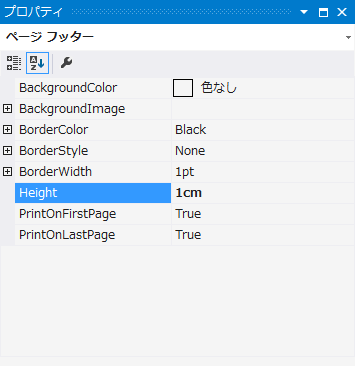 プロパティ
ページ フッター
BackgroundColor 色なし
BackgroundImage
BorderColor Black
BorderStyle None
BorderWidth 1pt
Height 1cm
PrintOnFirstPage True
PrintOnLastPage True